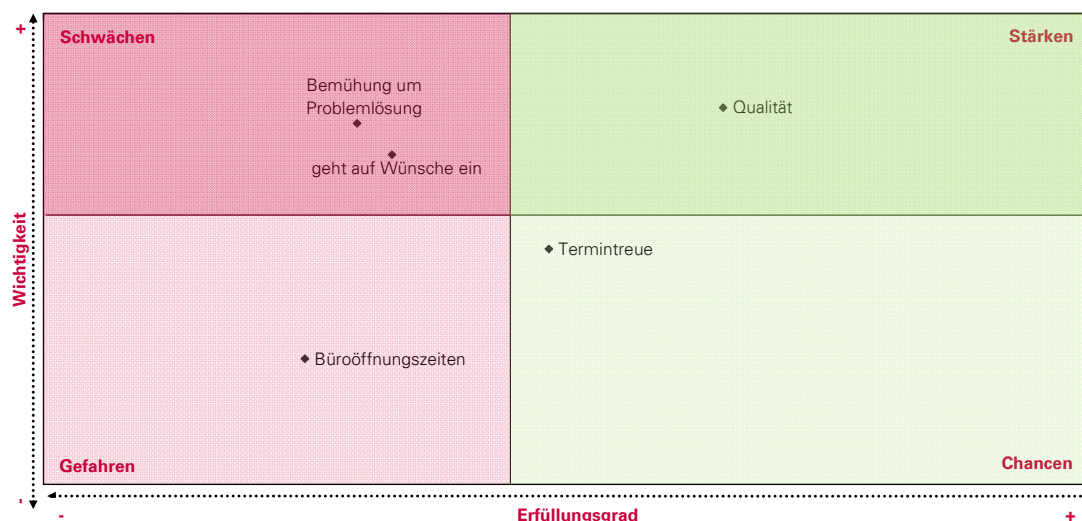 +
Schwächen
Stärken
Bemühung um
Problemlösung
Qualität
geht auf Wünsche ein
Wichtigkeit
Termintreue
Büroöffnungszeiten
Gefahren
Chancen
-
-
Erfüllungsgrad
+